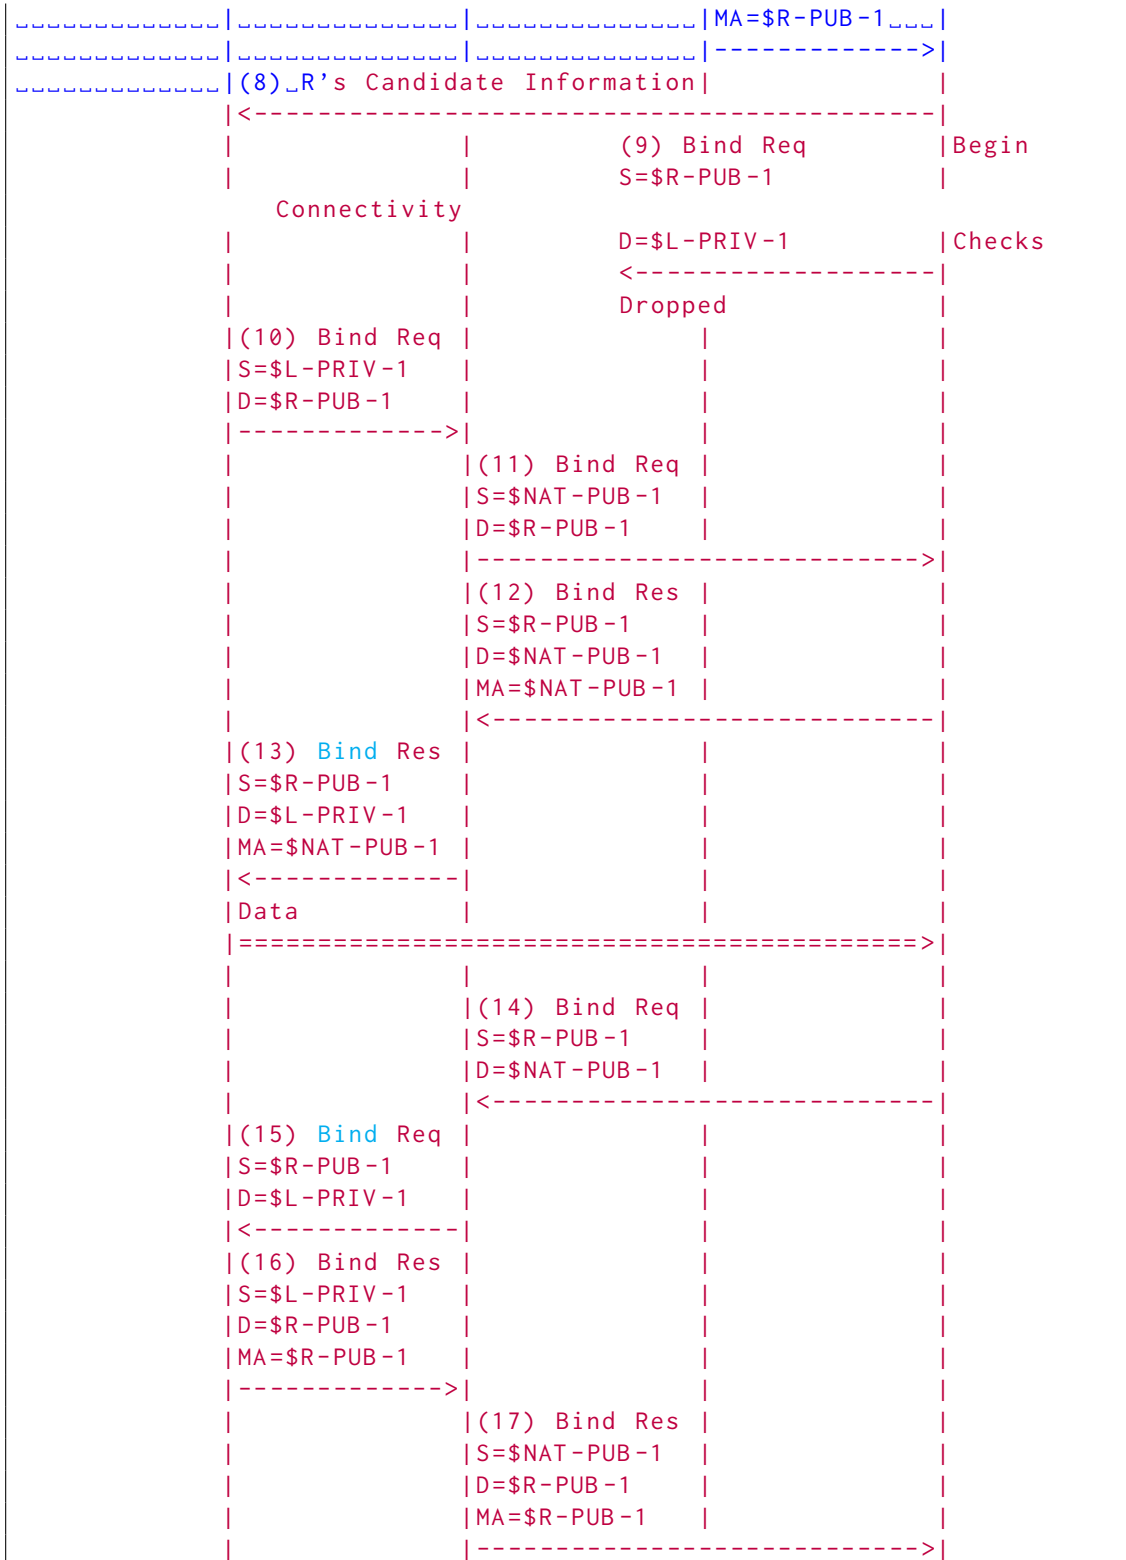 ␣␣␣␣␣␣␣␣␣␣␣␣␣|␣␣␣␣␣␣␣␣␣␣␣␣␣␣|␣␣␣␣␣␣␣␣␣␣␣␣␣␣|MA=$R-PUB-1␣␣␣|
␣␣␣␣␣␣␣␣␣␣␣␣␣|␣␣␣␣␣␣␣␣␣␣␣␣␣␣|␣␣␣␣␣␣␣␣␣␣␣␣␣␣|------------->|
␣␣␣␣␣␣␣␣␣␣␣␣␣|(8)␣R’s Candidate Information|              |
             |<-------------------------------------------|
             |              |         (9) Bind Req        |Begin
             |              |         S=$R-PUB-1          |
                Connectivity
             |              |         D=$L-PRIV-1         |Checks
             |              |         <-------------------|
             |              |         Dropped             |
             |(10) Bind Req |              |              |
             |S=$L-PRIV-1   |              |              |
             |D=$R-PUB-1    |              |              |
             |------------->|              |              |
             |              |(11) Bind Req |              |
             |              |S=$NAT-PUB-1  |              |
             |              |D=$R-PUB-1    |              |
             |              |---------------------------->|
             |              |(12) Bind Res |              |
             |              |S=$R-PUB-1    |              |
             |              |D=$NAT-PUB-1  |              |
             |              |MA=$NAT-PUB-1 |              |
             |              |<----------------------------|
             |(13) Bind Res |              |              |
             |S=$R-PUB-1    |              |              |
             |D=$L-PRIV-1   |              |              |
             |MA=$NAT-PUB-1 |              |              |
             |<-------------|              |              |
             |Data          |              |              |
             |===========================================>|
             |              |              |              |
             |              |(14) Bind Req |              |
             |              |S=$R-PUB-1    |              |
             |              |D=$NAT-PUB-1  |              |
             |              |<----------------------------|
             |(15) Bind Req |              |              |
             |S=$R-PUB-1    |              |              |
             |D=$L-PRIV-1   |              |              |
             |<-------------|              |              |
             |(16) Bind Res |              |              |
             |S=$L-PRIV-1   |              |              |
             |D=$R-PUB-1    |              |              |
             |MA=$R-PUB-1   |              |              |
             |------------->|              |              |
             |              |(17) Bind Res |              |
             |              |S=$NAT-PUB-1  |              |
             |              |D=$R-PUB-1    |              |
             |              |MA=$R-PUB-1   |              |
             |              |---------------------------->|